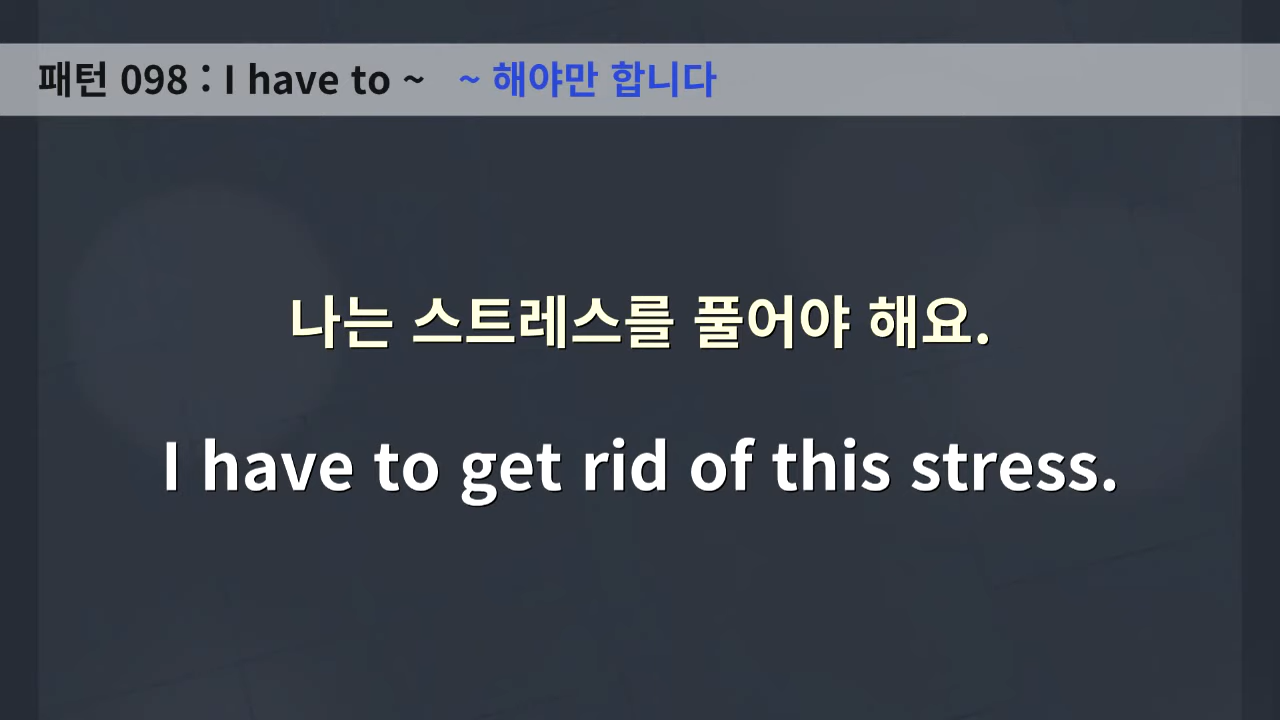 패턴 098 : I have to ~ ~ 해야만 합니다
나는 스트레스를 풀어야 해요.
I have to get rid of this stress.